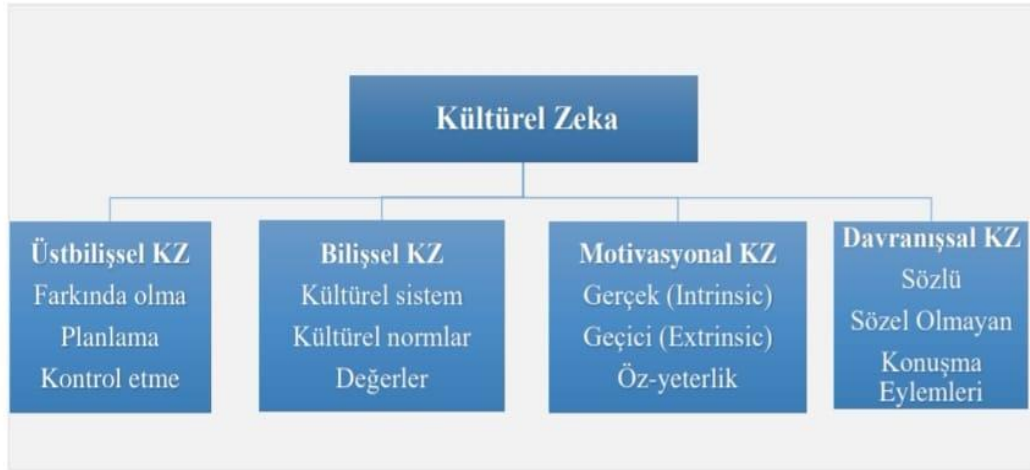 Kültürel Zeka
Üstbilişsel KZ
Farkında olma
Planlama
Kontrol etme
Bilişsel KZ
Kültürel sistem
Kültürel normlar
Değerler
Motivasyonal KZ
Gerçek (Intrinsic)
Geçici (Extrinsic)
Öz-yeterlik
Davranışsal KZ
Sözlü
Sözel Olmayan
Konuşma
Eylemleri